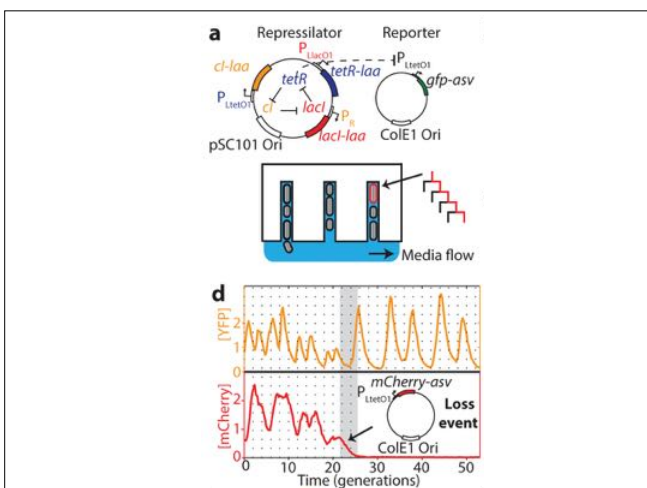 a
Repressilator
Reporter
PLlacO1
PLtetO1
cI-laa
tetR
tetR-laa
gfp-asv
PLtetO1
cI
lacI
PR
pSC101 Ori
lacI-laa
ColE1 Ori
Media flow
d
[YFP]
2
1
0
mCherry-asv
PLtetO1
Loss
event
ColE1 Ori
[mCherry]
2
1
0
0
10
20
30
40
50
Time (generations)